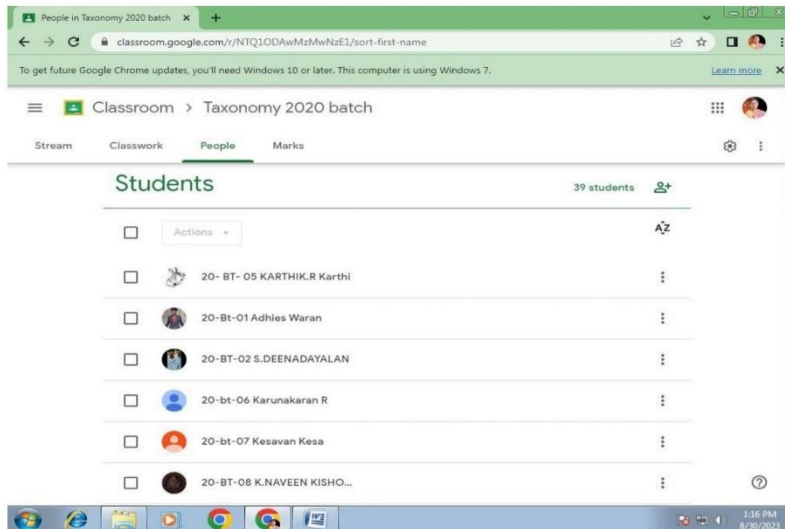 People in Taxonomy 2020 batch
classroom.google.com/r/NTQ1ODAwMzMwNzE1/sort-first-name
To get future Google Chrome updates, you'll need Windows 10 or later. This computer is using Windows 7.
Learn more
Classroom > Taxonomy 2020 batch
Stream Classwork People Marks
Students
39 students
Actions
AZ
20- BT- 05 KARTHIK.R Karthi
20-Bt-01 Adhies Waran
20-BT-02 S.DEENADAYALAN
20-bt-06 Karunakaran R
20-bt-07 Kesavan Kesa
20-BT-08 K.NAVEEN KISHO...
1:16 PM
8/30/2023